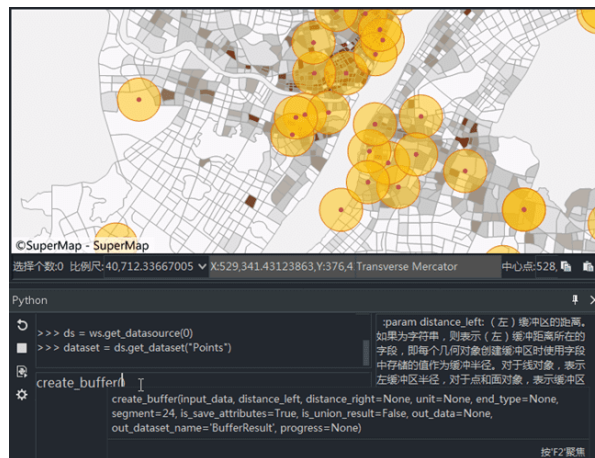 ©SuperMap - SuperMap
选择个数:0 比例尺: 40,712.33667005 X:529,341.43123863,Y:376,4 Transverse Mercator 中心点: 528,
Python
>>> ds = ws.get_datasource(0)
>>> dataset = ds.get_dataset("Points")
create_buffer(
create_buffer(input_data, distance_left, distance_right=None, unit=None, end_type=None,
segment=24, is_save_attributes=True, is_union_result=False, out_data=None,
out_dataset_name='BufferResult', progress=None)
:param distance_left: (左）缓冲区的距离。
如果为字符串，则表示（左）缓冲距离所在的
字段，即每个几何对象创建缓冲区时使用字段
中存储的值作为缓冲半径。对于线对象，表示
左缓冲区半径，对于点和面对象，表示缓冲区
按'F2'聚焦